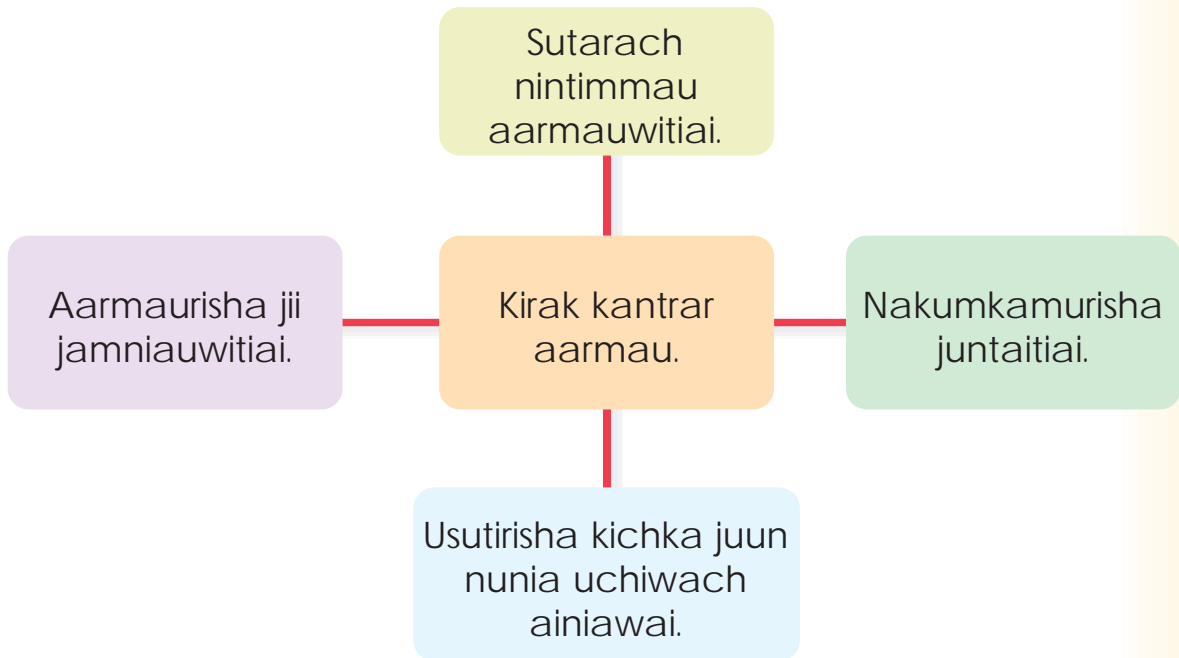 Sutarach
nintimmau
aarmauwitiai.
Aarmaurisha jii
jamniauwitiai.
Kirak kantrar
aarmau.
Nakumkamurisha
juntaitiai.
Usutirisha kichka juun
nunia uchiwach
ainiawai.